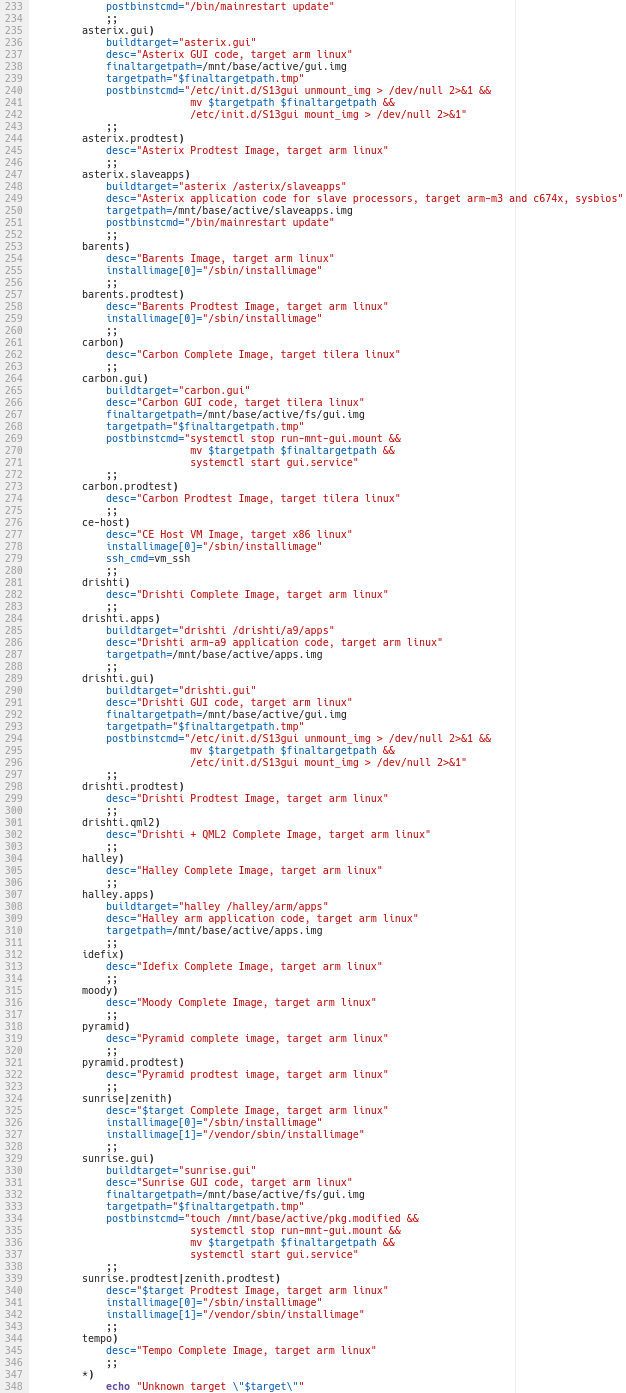 233 postbinstcmd="/bin/mainrestart update"
234 ;;
235 asterix.gui)
236 buildtarget="asterix.gui"
237 desc="Asterix GUI code, target arm linux"
238 finaltargetpath=/mnt/base/active/gui.img
239 targetpath="$finaltargetpath.tmp"
240 postbinstcmd="/etc/init.d/S13gui unmount_img > /dev/null 2>&1 &&
241 mv $targetpath $finaltargetpath &&
242 /etc/init.d/S13gui mount_img > /dev/null 2>&1"
243 ;;
244 asterix.prodtest)
245 desc="Asterix Prodtest Image, target arm linux"
246 ;;
247 asterix.slaveapps)
248 buildtarget="asterix /asterix/slaveapps"
249 desc="Asterix application code for slave processors, target arm-m3 and c674x, sysbios"
250 targetpath=/mnt/base/active/slaveapps.img
251 postbinstcmd="/bin/mainrestart update"
252 ;;
253 barents)
254 desc="Barents Image, target arm linux"
255 installimage[0]="/sbin/installimage"
256 ;;
257 barents.prodtest)
258 desc="Barents Prodtest Image, target arm linux"
259 installimage[0]="/sbin/installimage"
260 ;;
261 carbon)
262 desc="Carbon Complete Image, target tilera linux"
263 ;;
264 carbon.gui)
265 buildtarget="carbon.gui"
266 desc="Carbon GUI code, target tilera linux"
267 finaltargetpath=/mnt/base/active/fs/gui.img
268 targetpath="$finaltargetpath.tmp"
269 postbinstcmd="systemctl stop run-mnt-gui.mount &&
270 mv $targetpath $finaltargetpath &&
271 systemctl start gui.service"
272 ;;
273 carbon.prodtest)
274 desc="Carbon Prodtest Image, target tilera linux"
275 ;;
276 ce-host)
277 desc="CE Host VM Image, target x86 linux"
278 installimage[0]="/sbin/installimage"
279 ssh_cmd=vm_ssh
280 ;;
281 drishti)
282 desc="Drishti Complete Image, target arm linux"
283 ;;
284 drishti.apps)
285 buildtarget="drishti /drishti/a9/apps"
286 desc="Drishti arm-a9 application code, target arm linux"
287 targetpath=/mnt/base/active/apps.img
288 ;;
289 drishti.gui)
290 buildtarget="drishti.gui"
291 desc="Drishti GUI code, target arm linux"
292 finaltargetpath=/mnt/base/active/gui.img
293 targetpath="$finaltargetpath.tmp"
294 postbinstcmd="/etc/init.d/S13gui unmount_img > /dev/null 2>&1 &&
295 mv $targetpath $finaltargetpath &&
296 /etc/init.d/S13gui mount_img > /dev/null 2>&1"
297 ;;
298 drishti.prodtest)
299 desc="Drishti Prodtest Image, target arm linux"
300 ;;
301 drishti.qml2)
302 desc="Drishti + QML2 Complete Image, target arm linux"
303 ;;
304 halley)
305 desc="Halley Complete Image, target arm linux"
306 ;;
307 halley.apps)
308 buildtarget="halley /halley/arm/apps"
309 desc="Halley arm application code, target arm linux"
310 targetpath=/mnt/base/active/apps.img
311 ;;
312 idefix)
313 desc="Idefix Complete Image, target arm linux"
314 ;;
315 moody)
316 desc="Moody Complete Image, target arm linux"
317 ;;
318 pyramid)
319 desc="Pyramid complete image, target arm linux"
320 ;;
321 pyramid.prodtest)
322 desc="Pyramid prodtest image, target arm linux"
323 ;;
324 sunrise|zenith)
325 desc="$target Complete Image, target arm linux"
326 installimage[0]="/sbin/installimage"
327 installimage[1]="/vendor/sbin/installimage"
328 ;;
329 sunrise.gui)
330 buildtarget="sunrise.gui"
331 desc="Sunrise GUI code, target arm linux"
332 finaltargetpath=/mnt/base/active/fs/gui.img
333 targetpath="$finaltargetpath.tmp"
334 postbinstcmd="touch /mnt/base/active/pkg.modified &&
335 systemctl stop run-mnt-gui.mount &&
336 mv $targetpath $finaltargetpath &&
337 systemctl start gui.service"
338 ;;
339 sunrise.prodtest|zenith.prodtest)
340 desc="$target Prodtest Image, target arm linux"
341 installimage[0]="/sbin/installimage"
342 installimage[1]="/vendor/sbin/installimage"
343 ;;
344 tempo)
345 desc="Tempo Complete Image, target arm linux"
346 ;;
347 *)
348 echo "Unknown target \"$target\""